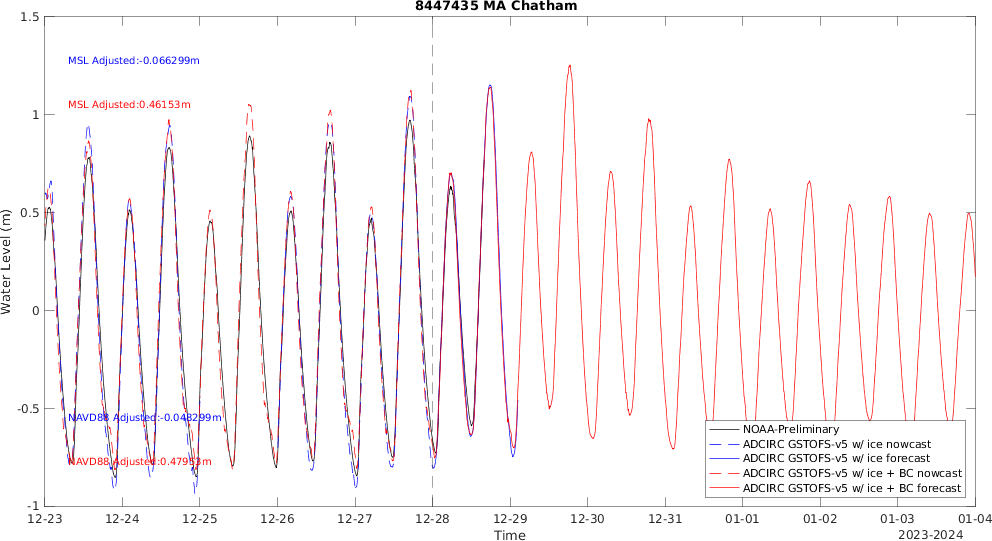 8447435 MA Chatham
1.5
1
0.5
0
-0.5
-1
Water Level (m)
MSL Adjusted:-0.066299m
MSL Adjusted:0.46153m
NAVD88 Adjusted:-0.048299m
NAVD88 Adjusted:0.47953m
NOAA-Preliminary
ADCIRC GSTOFS-v5 w/ ice nowcast
ADCIRC GSTOFS-v5 w/ ice forecast
ADCIRC GSTOFS-v5 w/ ice + BC nowcast
ADCIRC GSTOFS-v5 w/ ice + BC forecast
12-23 12-24 12-25 12-26 12-27 12-28 12-29 12-30 12-31 01-01 01-02 01-03 01-04
Time
2023-2024